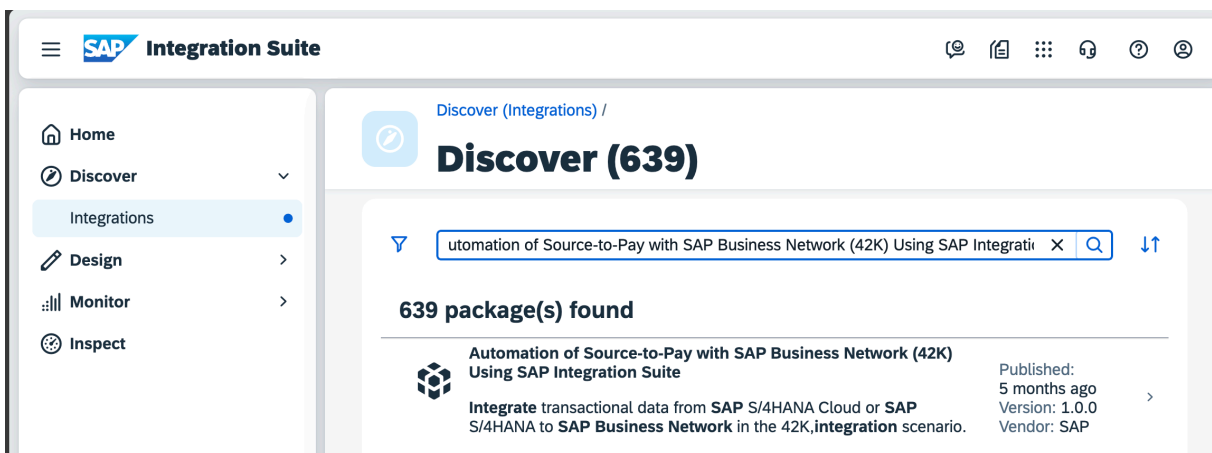 SAP Integration Suite
Home
Discover
Integrations
Design
Monitor
Inspect
Discover (Integrations) /
Discover (639)
utomation of Source-to-Pay with SAP Business Network (42K) Using SAP Integrati
639 package(s) found
Automation of Source-to-Pay with SAP Business Network (42K)
Using SAP Integration Suite
Integrate transactional data from SAP S/4HANA Cloud or SAP
S/4HANA to SAP Business Network in the 42K,integration scenario.
Published:
5 months ago
Version: 1.0.0
Vendor: SAP